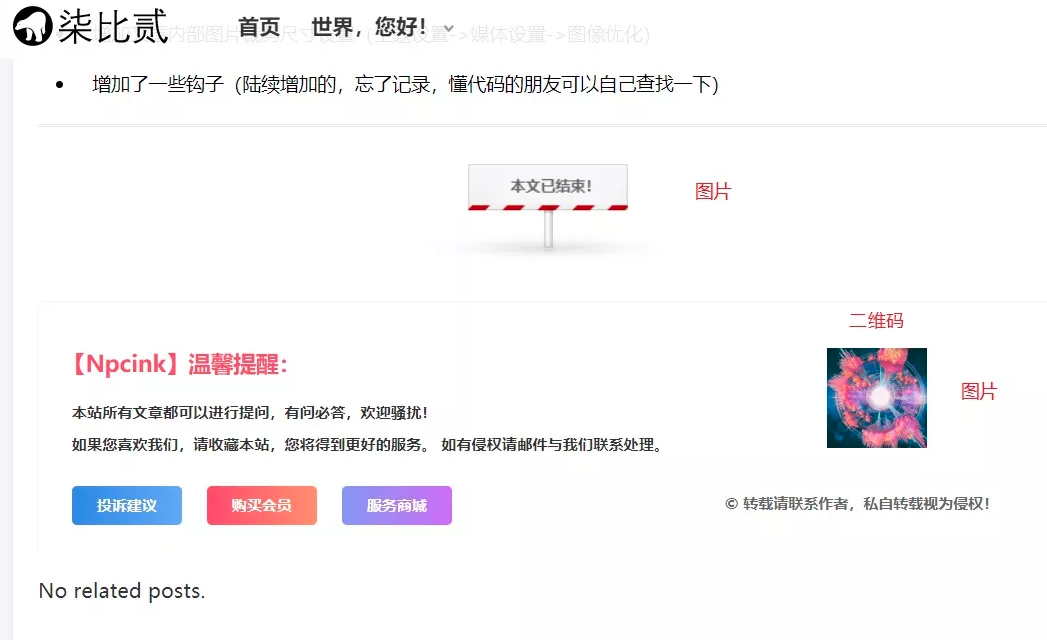 柒比贰
首页 世界，您好！
内部图片裁剪尺寸设置（主题设置->媒体设置->图像优化）
增加了一些钩子（陆续增加的，忘了记录，懂代码的朋友可以自己查找一下）
本文已结束！
图片
二维码
图片
【Npcink】温馨提醒：
本站所有文章都可以进行提问，有问必答，欢迎骚扰！
如果您喜欢我们，请收藏本站，您将得到更好的服务。 如有侵权请邮件与我们联系处理。
投诉建议 购买会员 服务商城
© 转载请联系作者，私自转载视为侵权！
No related posts.